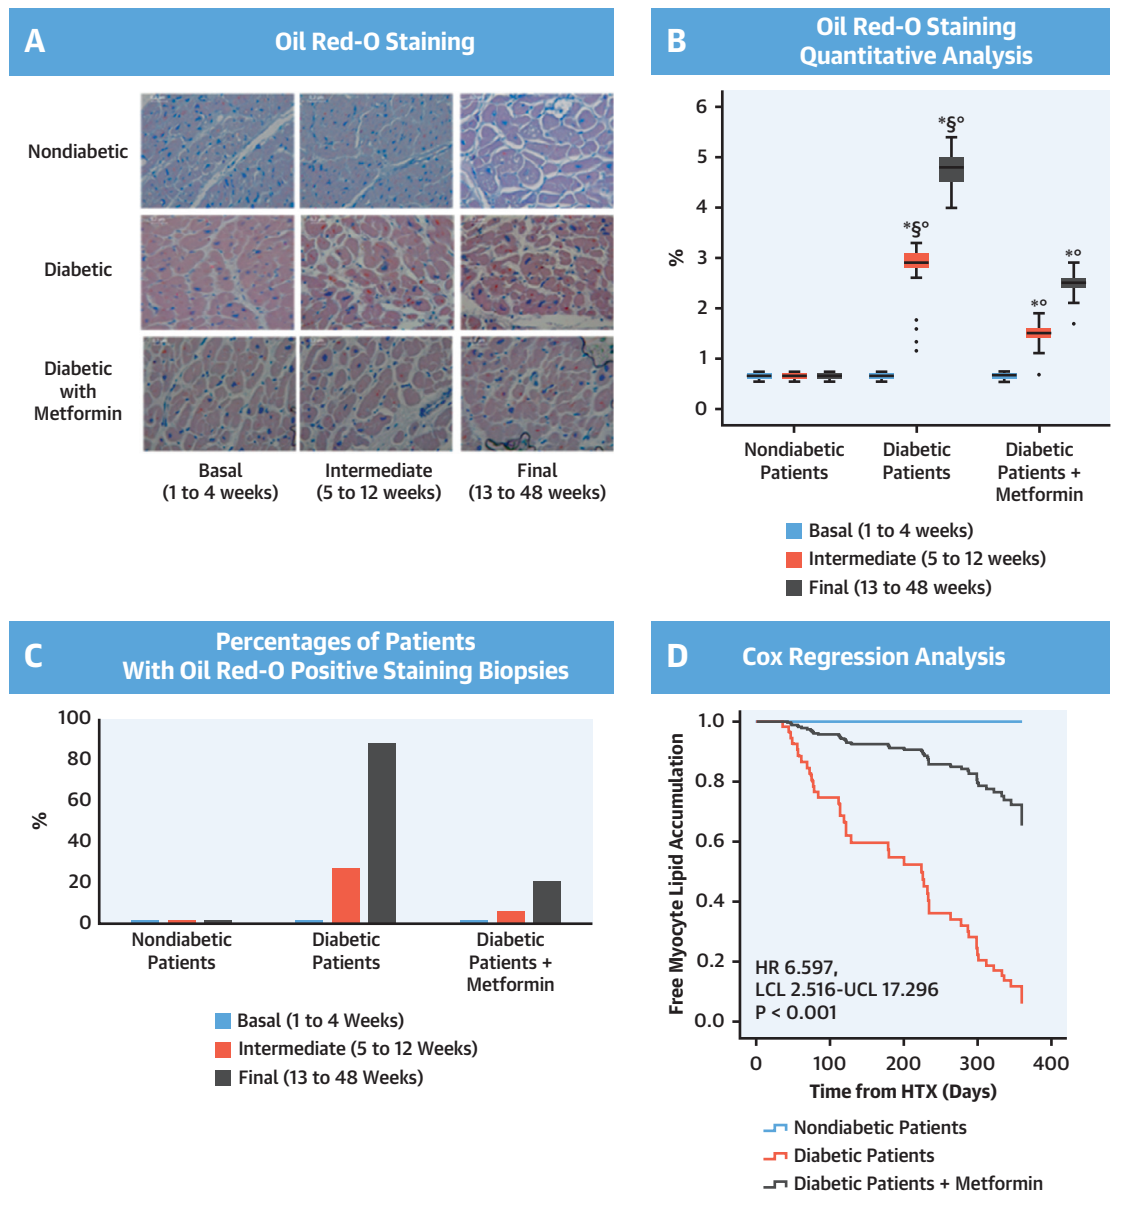 A
Oil Red-O Staining
Nondiabetic
Diabetic
Diabetic
with
Metformin
Basal
(1 to 4 weeks)
Intermediate
(5 to 12 weeks)
Final
(13 to 48 weeks)
B
Oil Red-O Staining
Quantitative Analysis
%
6
5
4
3
2
1
0
*§°
*§°
*°
*°
Nondiabetic
Patients
Diabetic
Patients
Diabetic
Patients +
Metformin
Basal (1 to 4 weeks)
Intermediate (5 to 12 weeks)
Final (13 to 48 weeks)
C
Percentages of Patients
With Oil Red-O Positive Staining Biopsies
%
100
80
60
40
20
0
Nondiabetic
Patients
Diabetic
Patients
Diabetic
Patients +
Metformin
Basal (1 to 4 Weeks)
Intermediate (5 to 12 Weeks)
Final (13 to 48 Weeks)
D
Cox Regression Analysis
Free Myocyte Lipid Accumulation
1.0
0.8
0.6
0.4
0.2
0.0
HR 6.597,
LCL 2.516-UCL 17.296
P < 0.001
0 100 200 300 400
Time from HTX (Days)
Nondiabetic Patients
Diabetic Patients
Diabetic Patients + Metformin